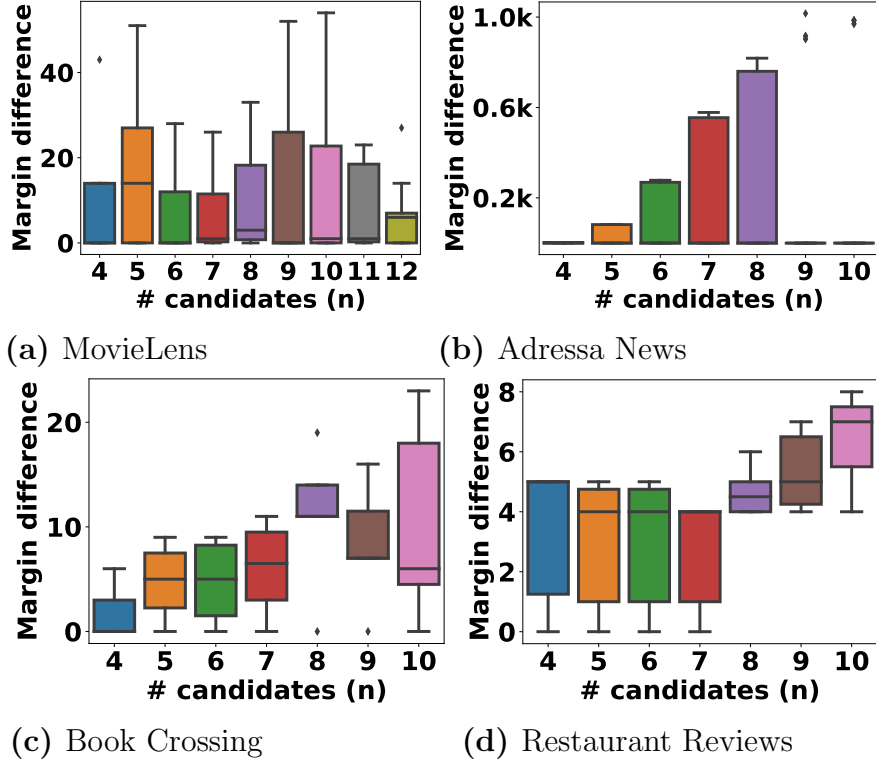 Margin difference
40
20
0
4 5 6 7 8 9 10 11 12
# candidates (n)
(a) MovieLens
Margin difference
1.0k
0.6k
0.2k
4 5 6 7 8 9 10
# candidates (n)
(b) Adressa News
Margin difference
20
10
0
4 5 6 7 8 9 10
# candidates (n)
(c) Book Crossing
Margin difference
8
6
4
2
0
4 5 6 7 8 9 10
# candidates (n)
(d) Restaurant Reviews